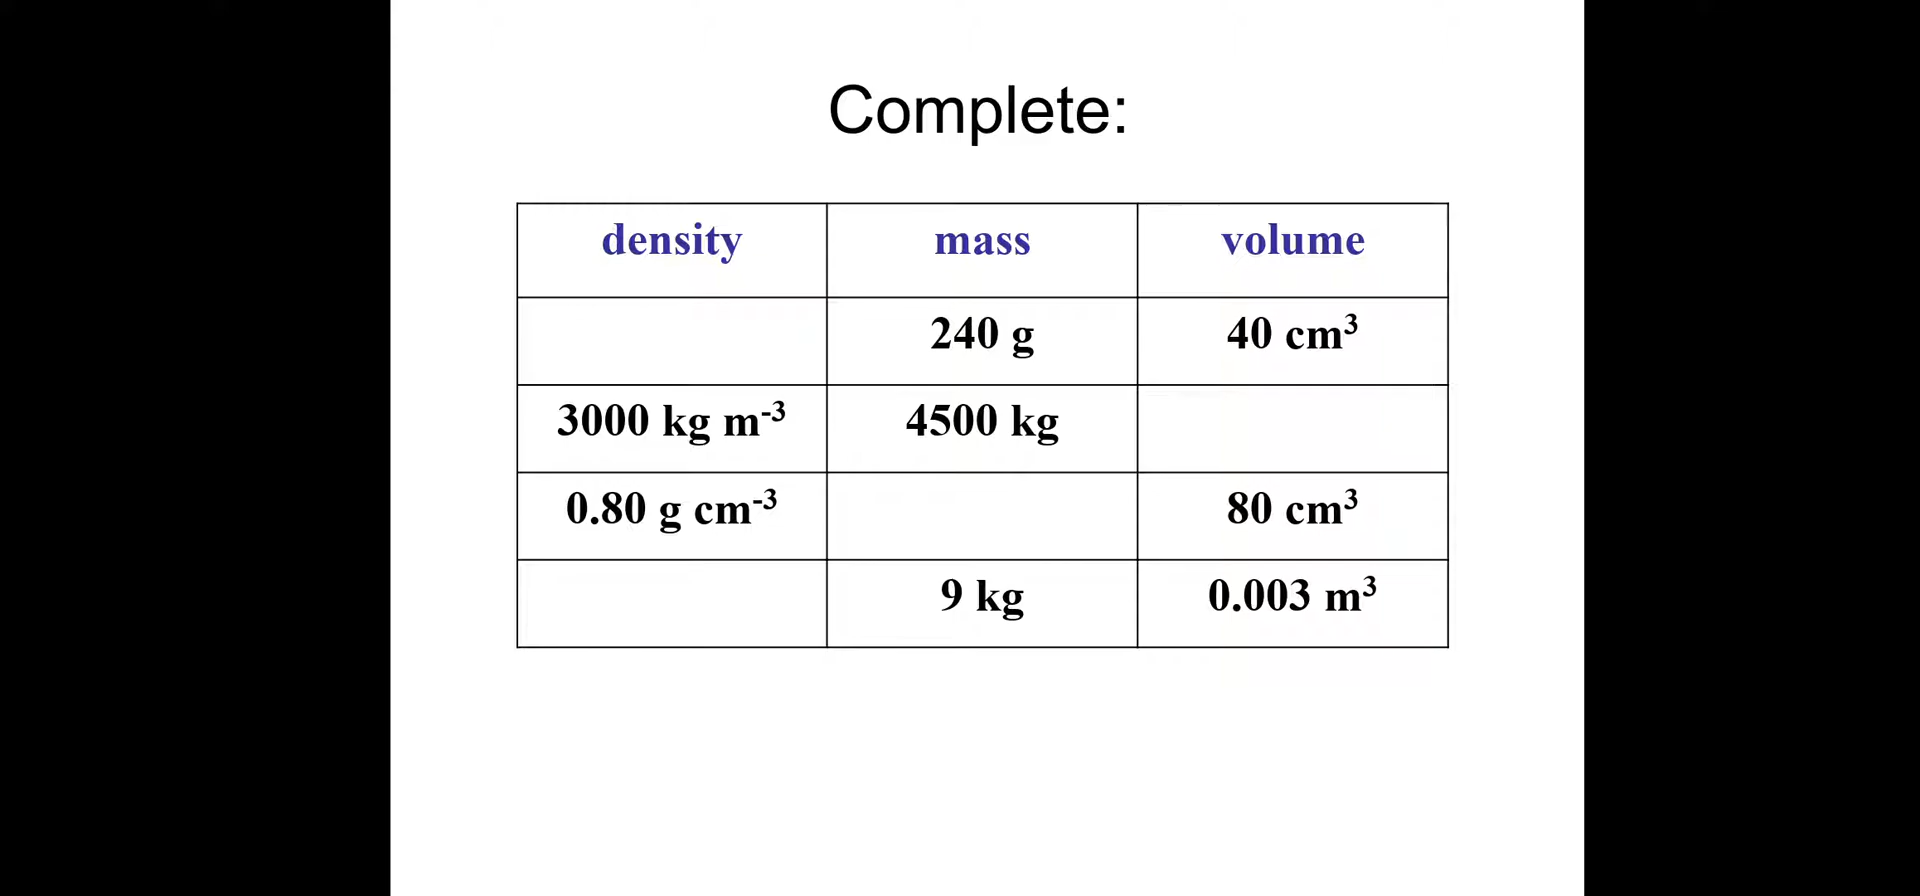 Complete:
density mass volume
240 g 40 cm³
3000 kg m⁻³ 4500 kg
0.80 g cm⁻³ 80 cm³
9 kg 0.003 m³